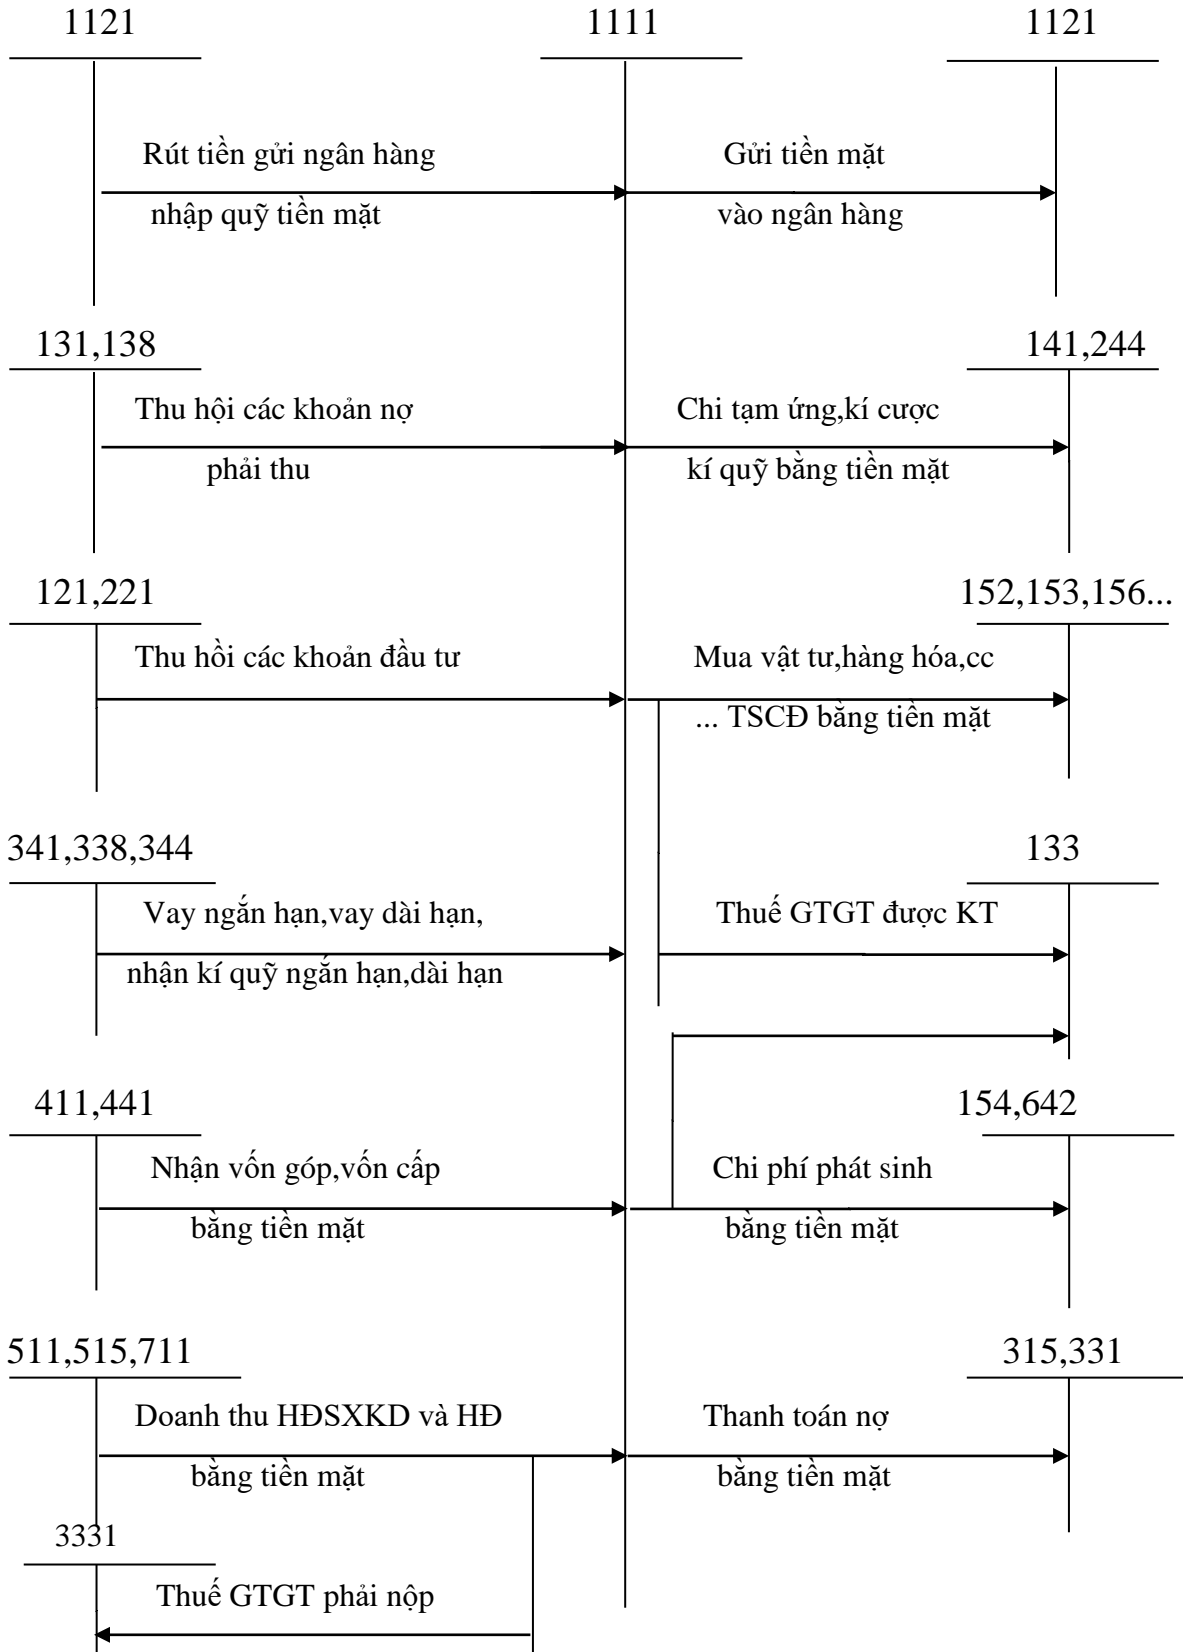 1121 1111 1121
Rút tiền gửi ngân hàng Gửi tiền mặt
nhập quỹ tiền mặt vào ngân hàng
131,138 141,244
Thu hội các khoản nợ Chi tạm ứng,kí cược
phải thu kí quỹ bằng tiền mặt
121,221 152,153,156...
Thu hồi các khoản đầu tư Mua vật tư,hàng hóa,cc
... TSCĐ bằng tiền mặt
341,338,344 133
Vay ngắn hạn,vay dài hạn, Thuế GTGT được KT
nhận kí quỹ ngắn hạn,dài hạn
411,441 154,642
Nhận vốn góp,vốn cấp Chi phí phát sinh
bằng tiền mặt bằng tiền mặt
511,515,711 315,331
Doanh thu HĐSXKD và HĐ Thanh toán nợ
bằng tiền mặt bằng tiền mặt
3331
Thuế GTGT phải nộp